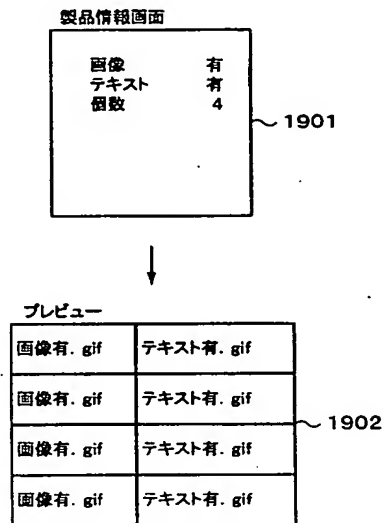 製品情報画面
画像 有
テキスト 有
個数 4
1901
プレビュー
画像有. gif テキスト有. gif
画像有. gif テキスト有. gif
1902
画像有. gif テキスト有. gif
画像有. gif テキスト有. gif